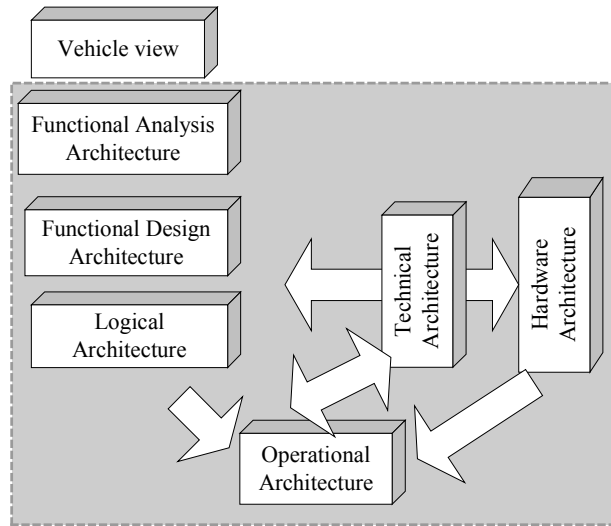 Vehicle view
Functional Analysis
Architecture
Functional Design
Architecture
Logical
Architecture
Technical
Architecture
Hardware
Architecture
Operational
Architecture